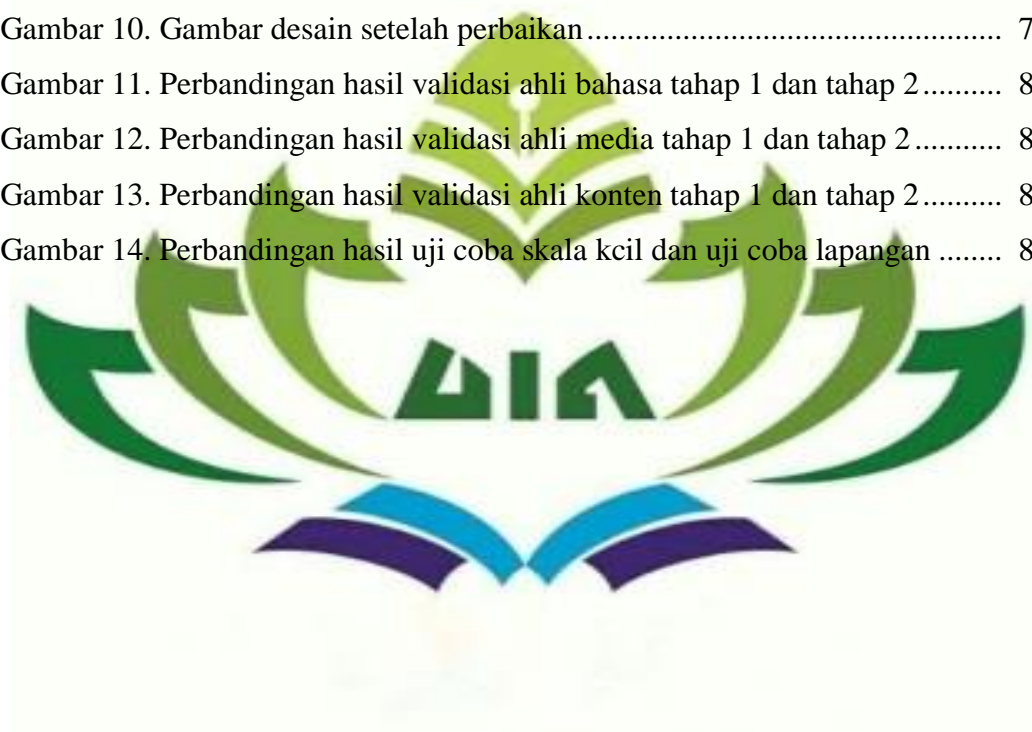 Gambar 10. Gambar desain setelah perbaikan.................................................. 7
Gambar 11. Perbandingan hasil validasi ahli bahasa tahap 1 dan tahap 2.......... 8
Gambar 12. Perbandingan hasil validasi ahli media tahap 1 dan tahap 2........... 8
Gambar 13. Perbandingan hasil validasi ahli konten tahap 1 dan tahap 2.......... 8
Gambar 14. Perbandingan hasil uji coba skala kcil dan uji coba lapangan ........ 8